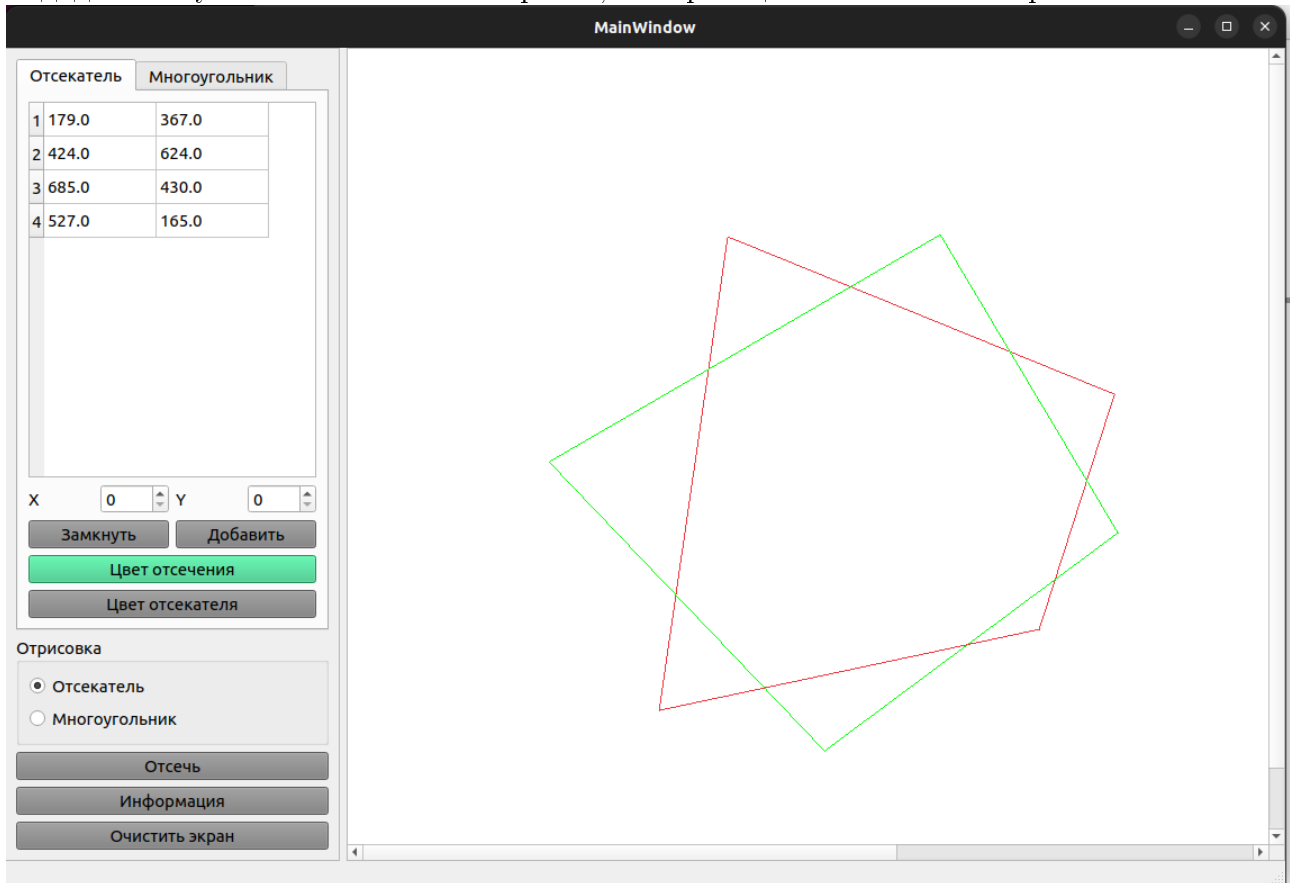 MainWindow
Отсекатель Многоугольник
1 179.0 367.0
2 424.0 624.0
3 685.0 430.0
4 527.0 165.0
X 0 Y 0
Замкнуть Добавить
Цвет отсечения
Цвет отсекателя
Отрисовка
Отсекатель
Многоугольник
Отсечь
Информация
Очистить экран